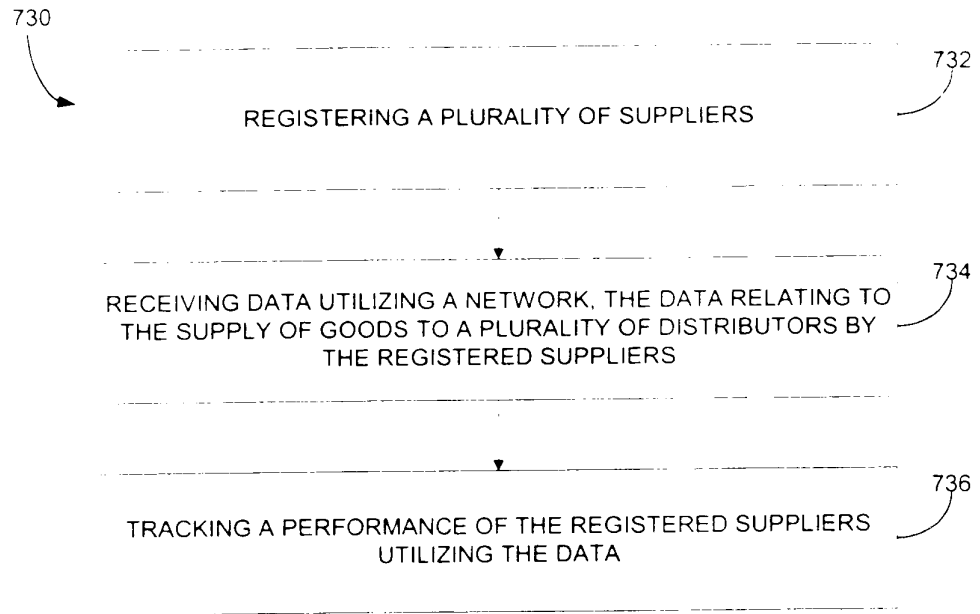 730
732
REGISTERING A PLURALITY OF SUPPLIERS
734
RECEIVING DATA UTILIZING A NETWORK, THE DATA RELATING TO
THE SUPPLY OF GOODS TO A PLURALITY OF DISTRIBUTORS BY
THE REGISTERED SUPPLIERS
736
TRACKING A PERFORMANCE OF THE REGISTERED SUPPLIERS
UTILIZING THE DATA